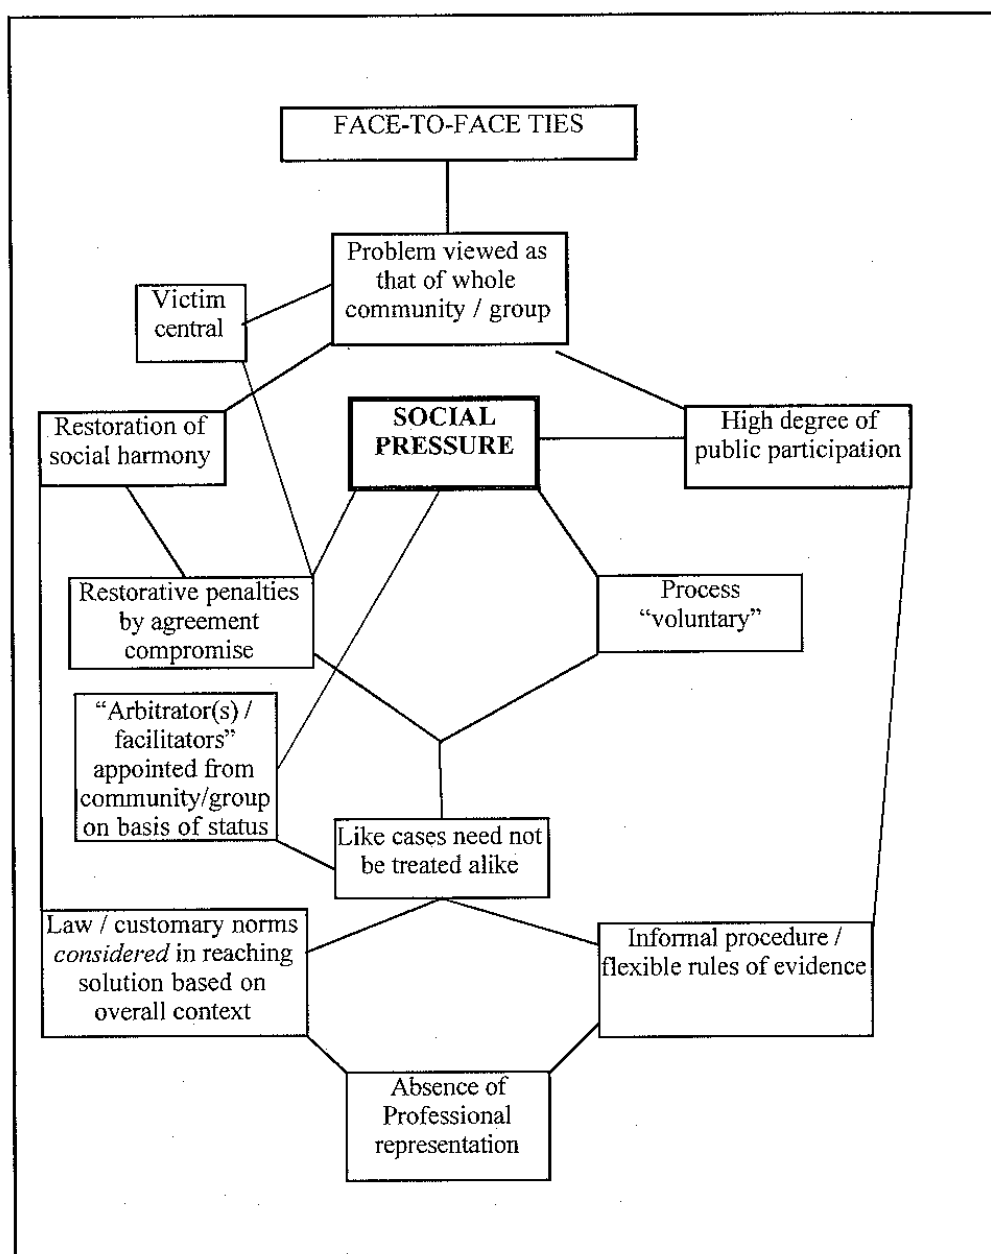 FACE-TO-FACE TIES
Problem viewed as
that of whole
community / group
Victim
central
Restoration of
social harmony
SOCIAL
PRESSURE
High degree of
public participation
Restorative penalties
by agreement
compromise
Process
“voluntary”
“Arbitrator(s) /
facilitators”
appointed from
community/group
on basis of status
Like cases need not
be treated alike
Law / customary norms
considered in reaching
solution based on
overall context
Informal procedure /
flexible rules of evidence
Absence of
Professional
representation